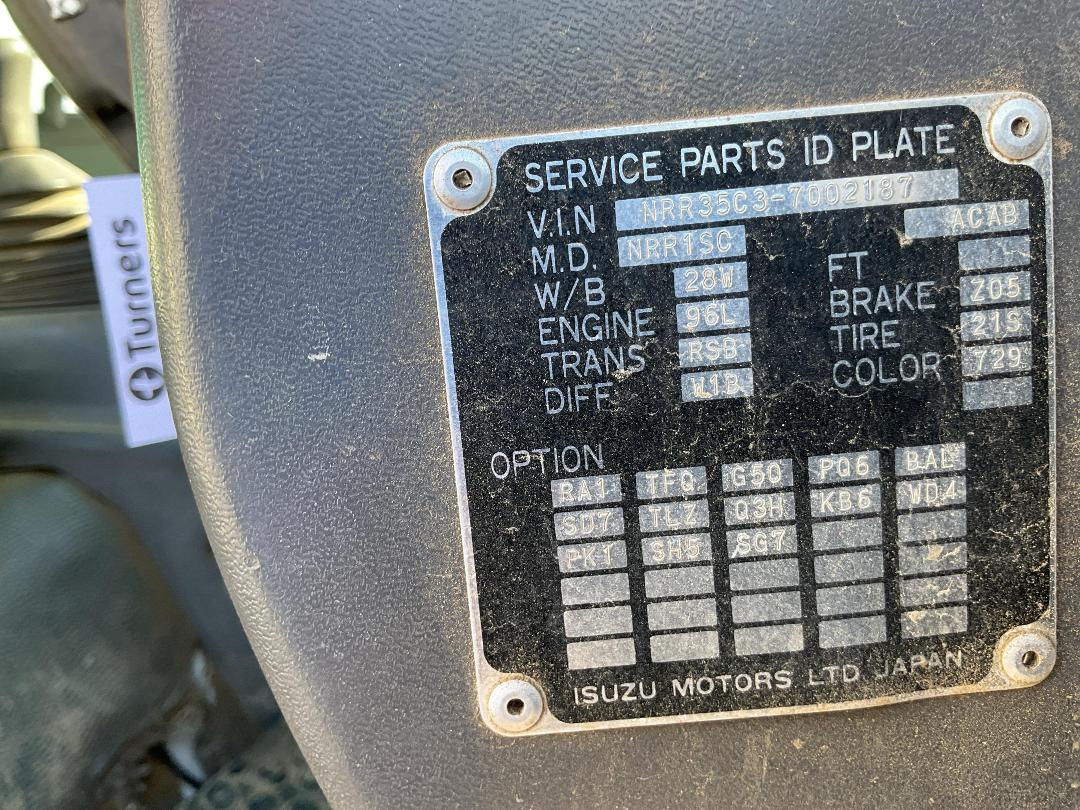 SERVICE PARTS ID PLATE
V.I.N NRR35C3-7002187
M.D. NRR1SC ACAB
W/B 28W FT
ENGINE 96L BRAKE Z05
TRANS RSB TIRE 21S
DIFF W1B COLOR 729
OPTION
RA1 TFQ G50 PQ6 BAL
SD7 TLZ Q3H KB6 WD4
PK1 SH5 SG7
ISUZU MOTORS LTD JAPAN
Turners